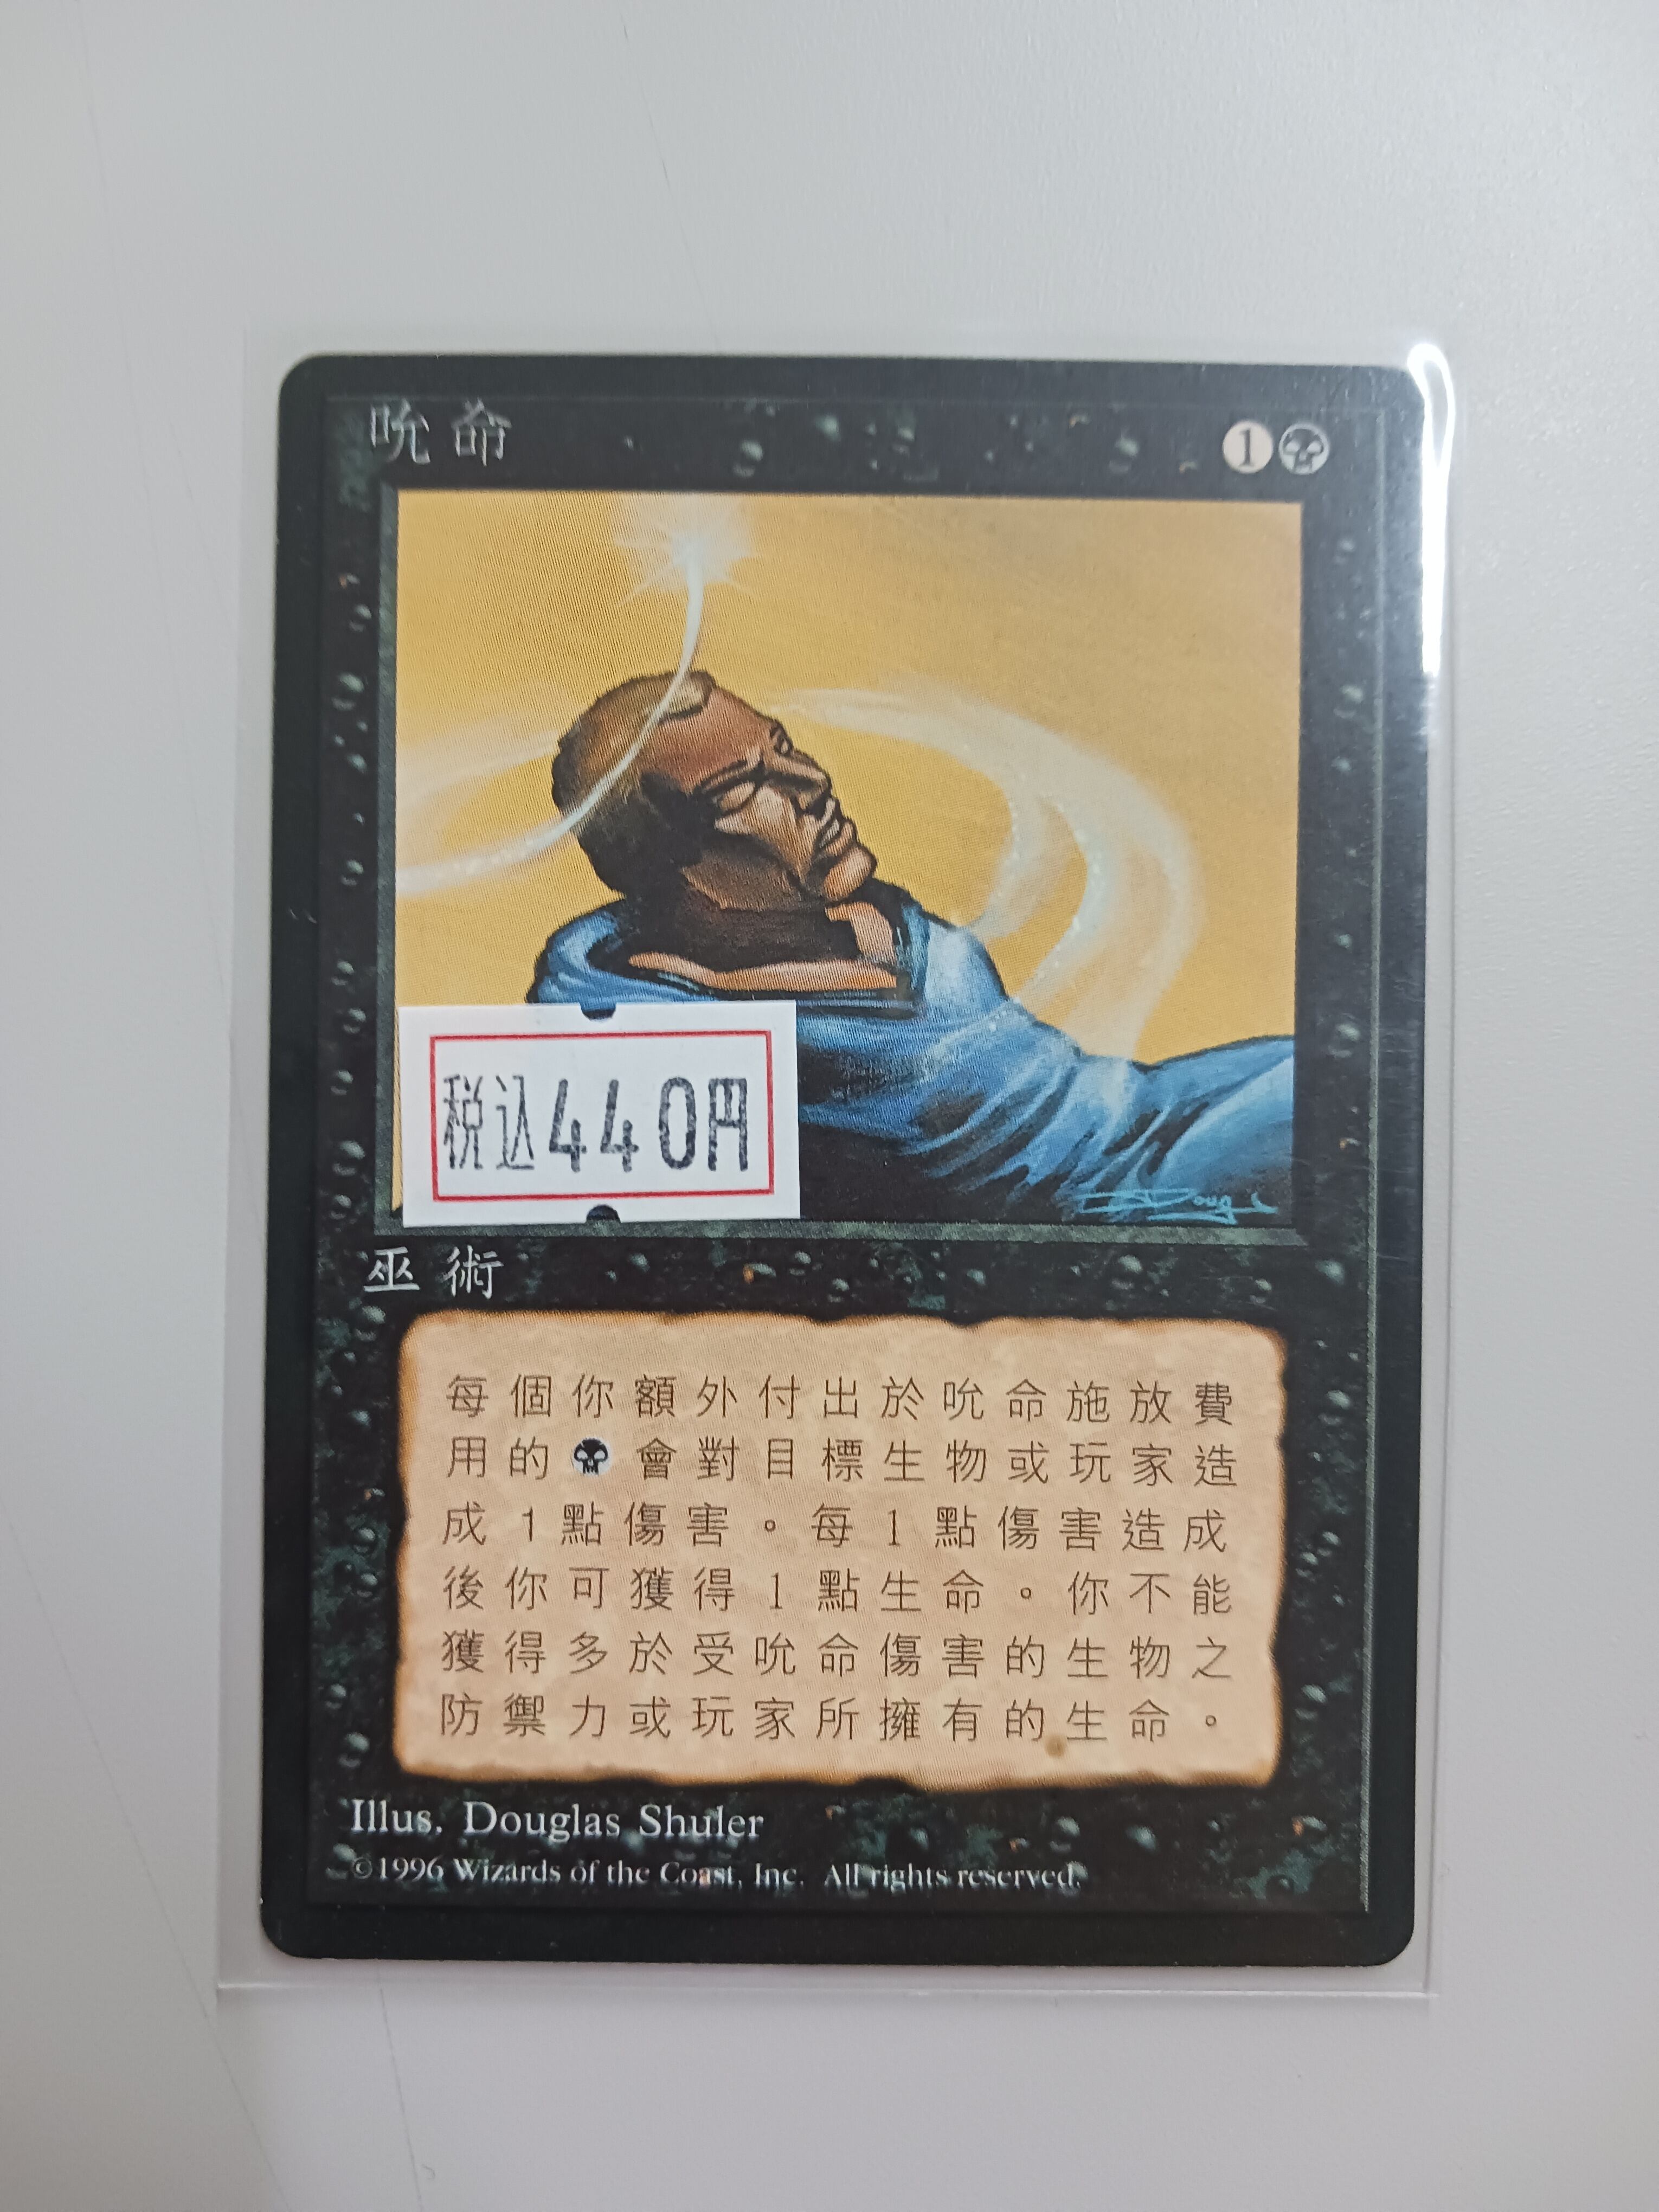 吮命
1
Doug
税込440円
巫術
每個你額外付出於吮命施放費
用的 會對目標生物或玩家造
成1點傷害。每1點傷害造成
後你可獲得1點生命。你不能
獲得多於受吮命傷害的生物之
防禦力或玩家所擁有的生命。
Illus. Douglas Shuler
©1996 Wizards of the Coast, Inc. All rights reserved.